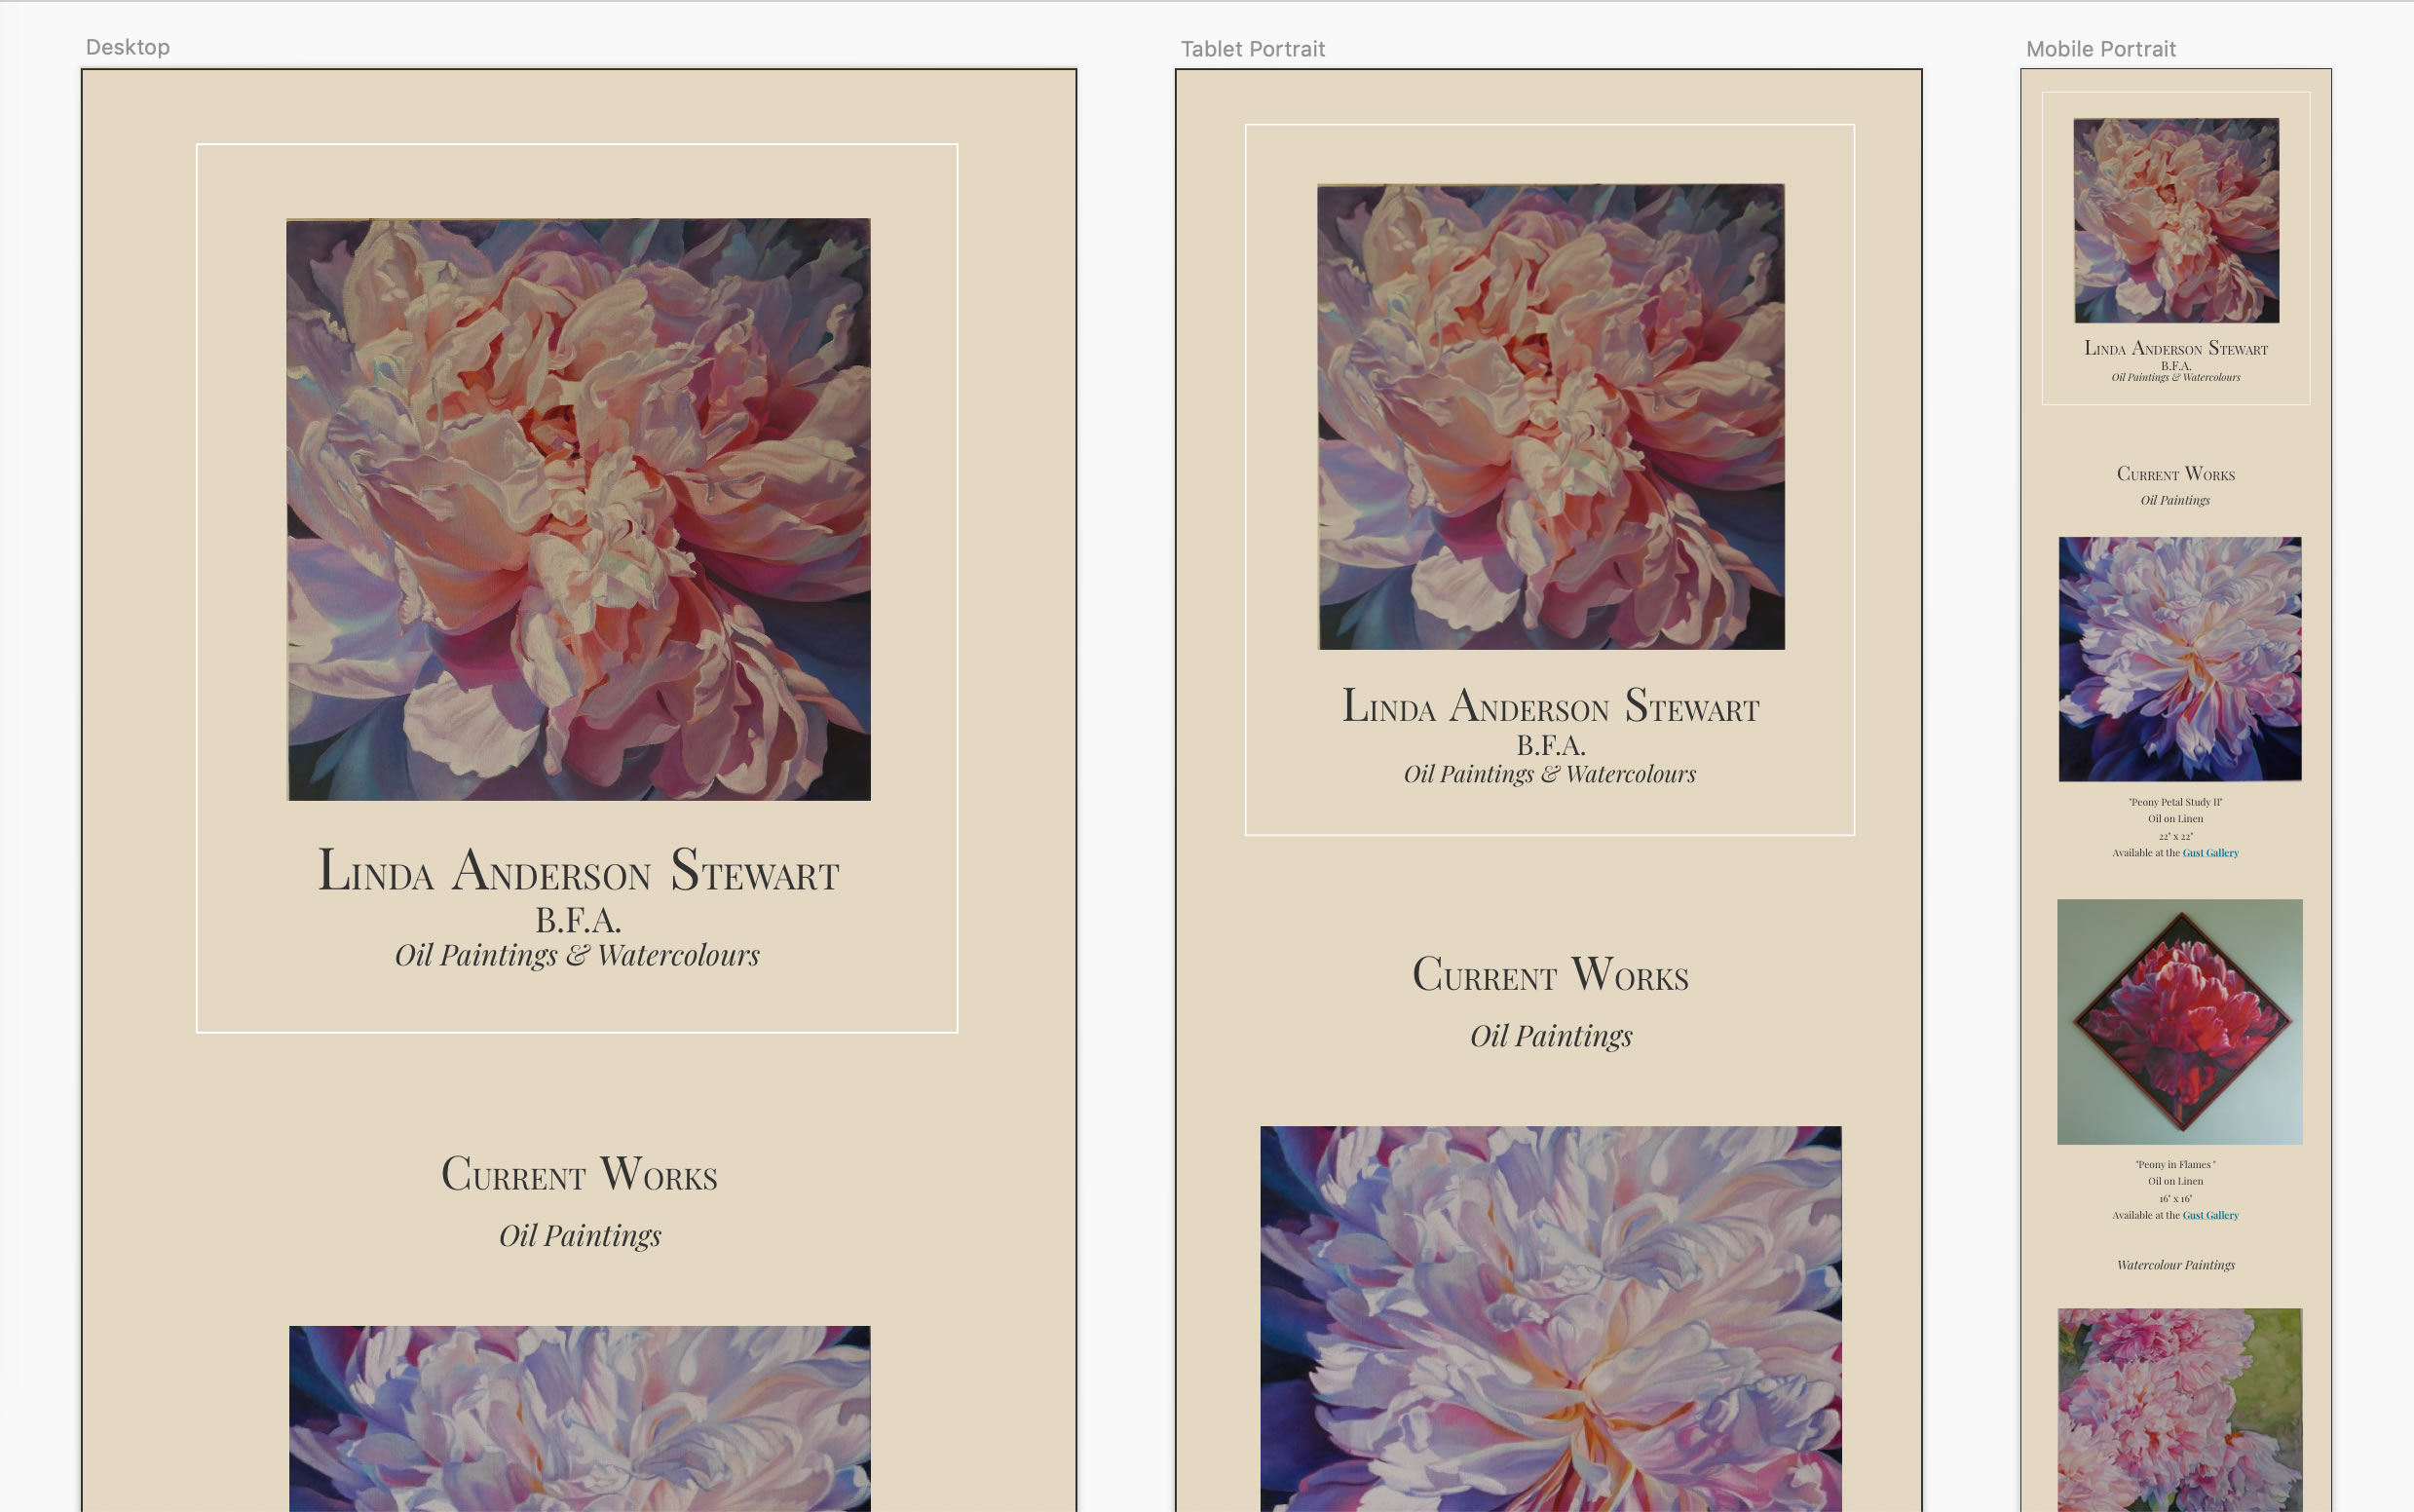 Desktop
Linda Anderson Stewart
B.F.A.
Oil Paintings & Watercolours
Current Works
Oil Paintings
Tablet Portrait
Linda Anderson Stewart
B.F.A.
Oil Paintings & Watercolours
Current Works
Oil Paintings
Mobile Portrait
Linda Anderson Stewart
B.F.A.
Oil Paintings & Watercolours
Current Works
Oil Paintings
"Peony Petal Study II"
Oil on Linen
22" x 22"
Available at the Gust Gallery
"Peony in Flames "
Oil on Linen
16" x 16"
Available at the Gust Gallery
Watercolour Paintings